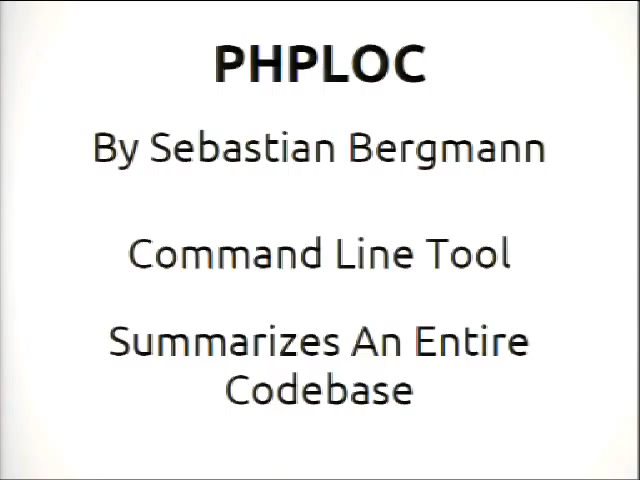 PHPLOC
By Sebastian Bergmann
Command Line Tool
Summarizes An Entire
Codebase